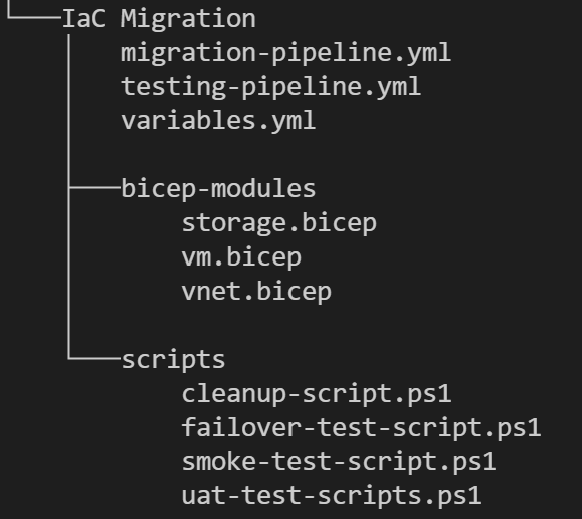 IaC Migration
migration-pipeline.yml
testing-pipeline.yml
variables.yml
bicep-modules
storage.bicep
vm.bicep
vnet.bicep
scripts
cleanup-script.ps1
failover-test-script.ps1
smoke-test-script.ps1
uat-test-scripts.ps1